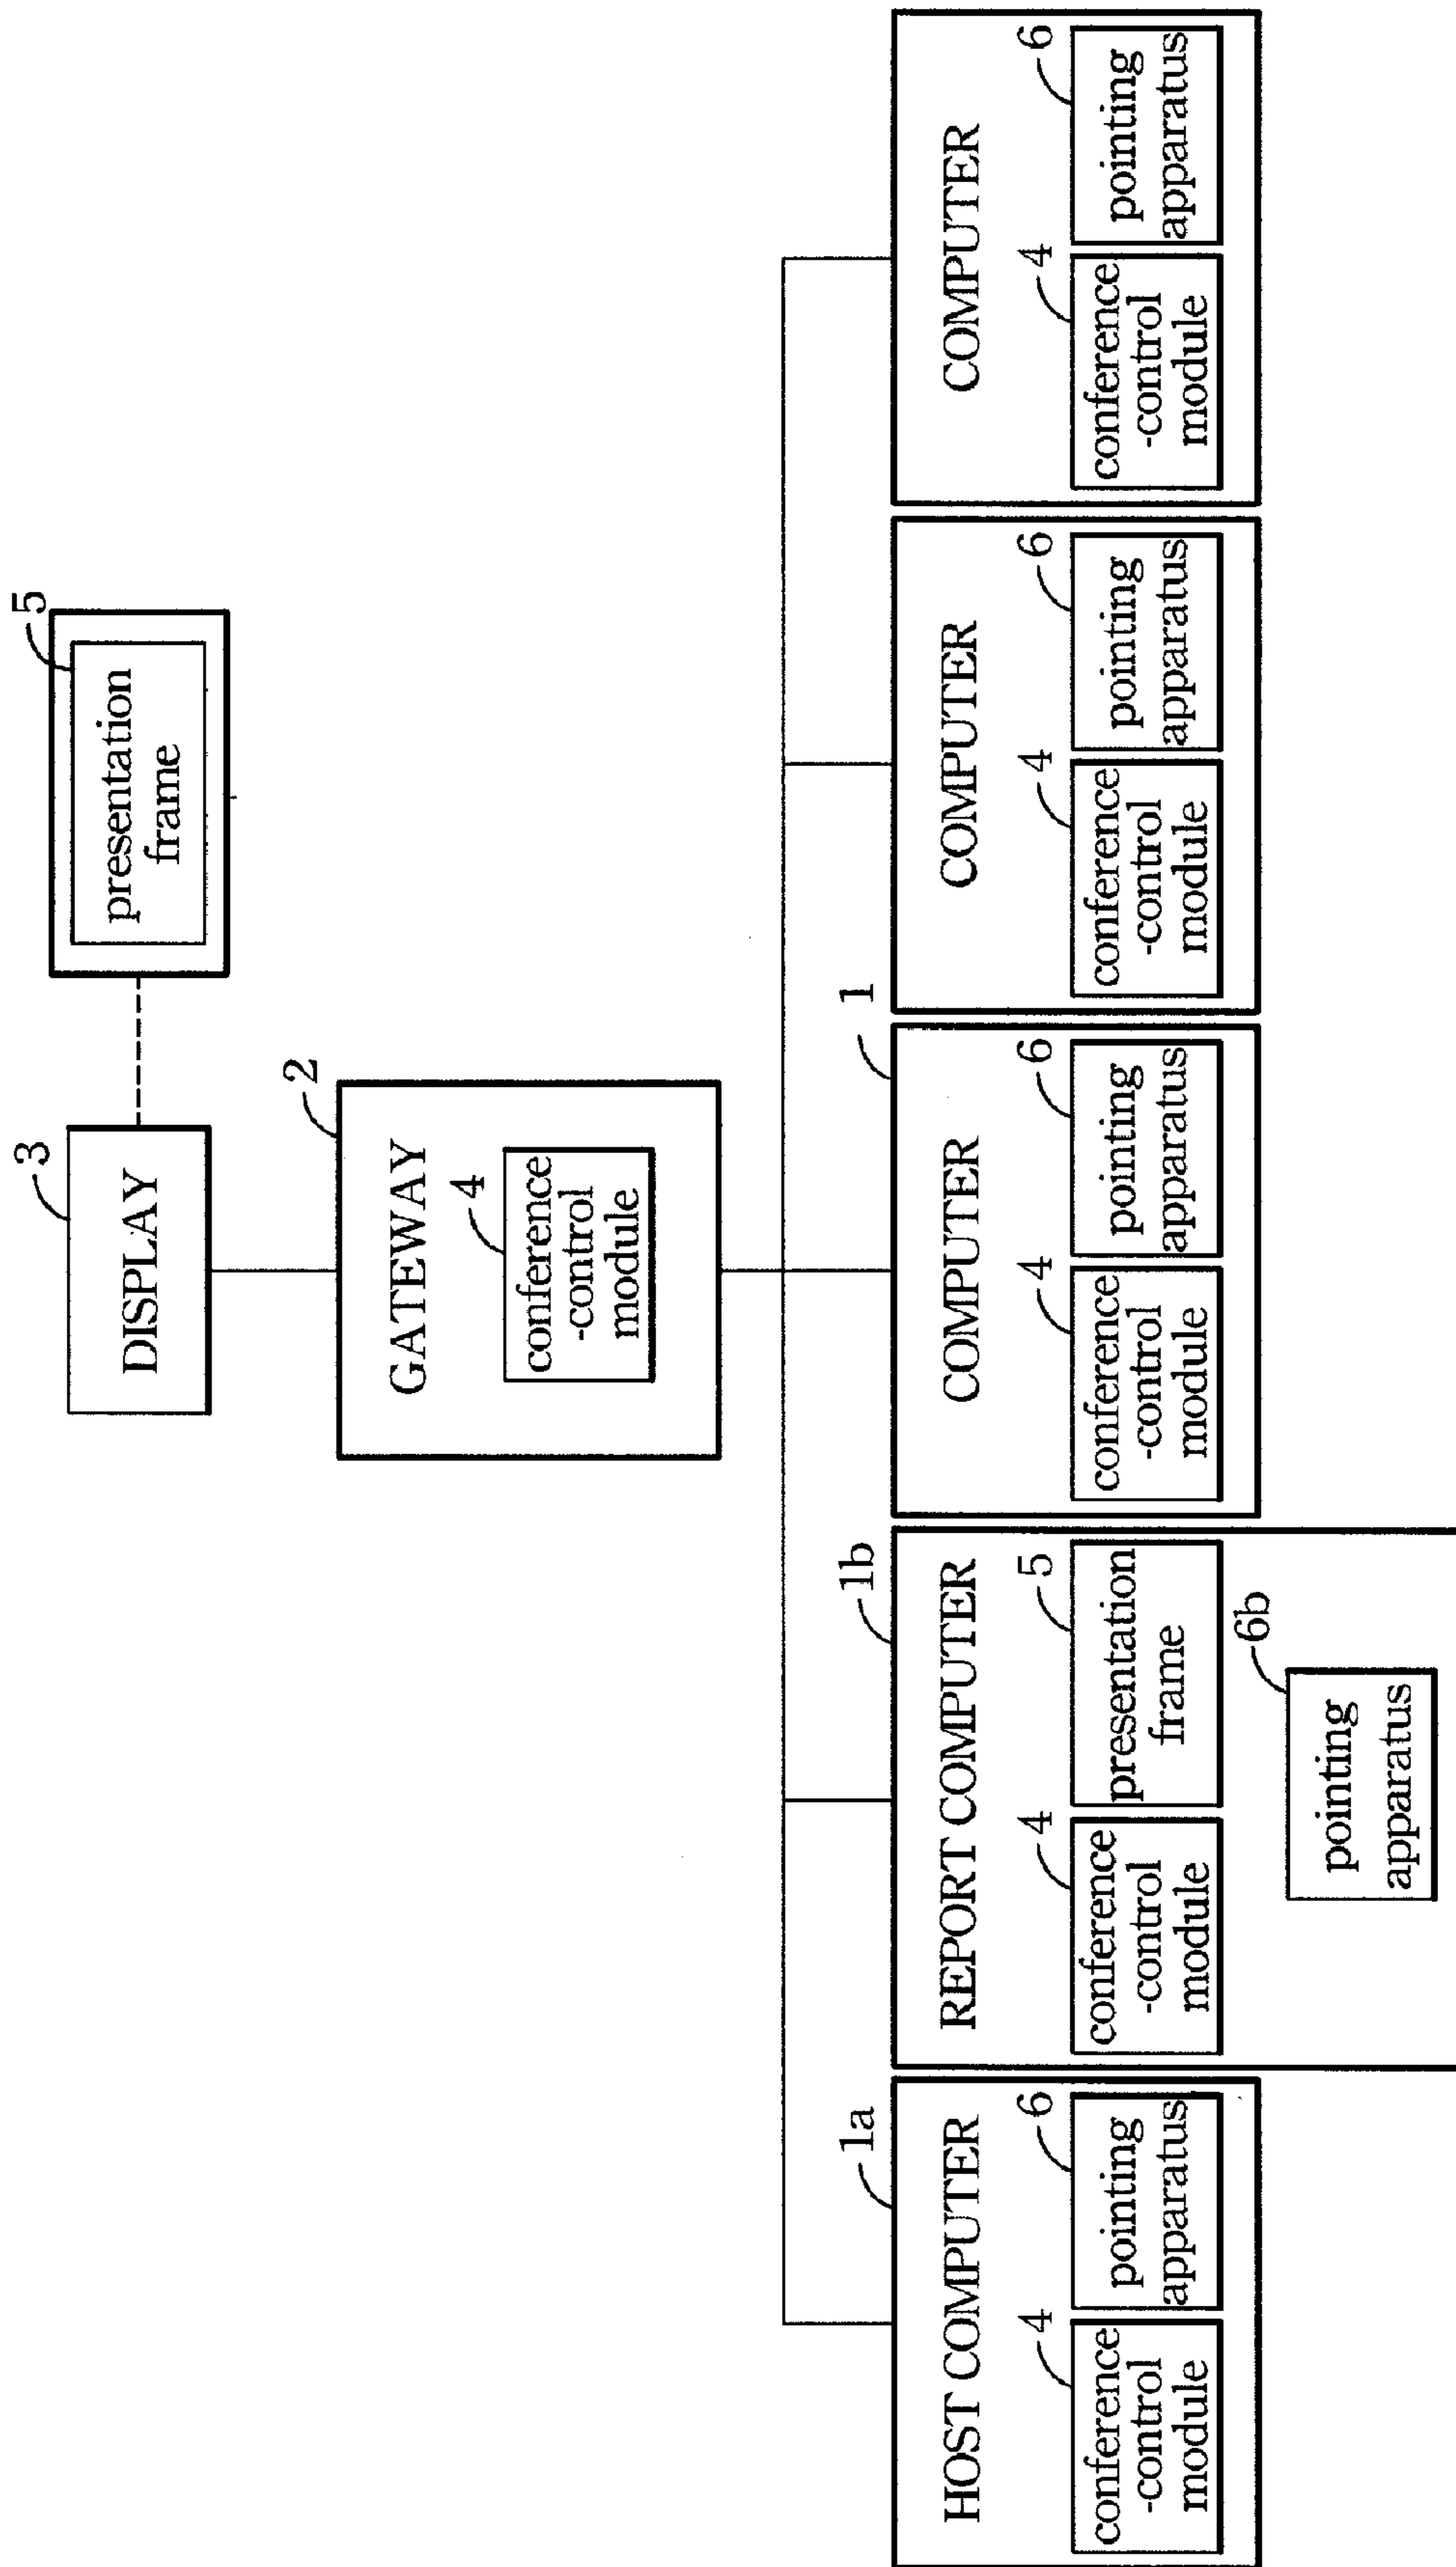 3
DISPLAY
5
presentation
frame
2
GATEWAY
4
conference
-control
module
1a
HOST COMPUTER
4
conference
-control
module
6
pointing
apparatus
1b
REPORT COMPUTER
4
conference
-control
module
5
presentation
frame
6b
pointing
apparatus
1
COMPUTER
4
conference
-control
module
6
pointing
apparatus
COMPUTER
4
conference
-control
module
6
pointing
apparatus
COMPUTER
4
conference
-control
module
6
pointing
apparatus